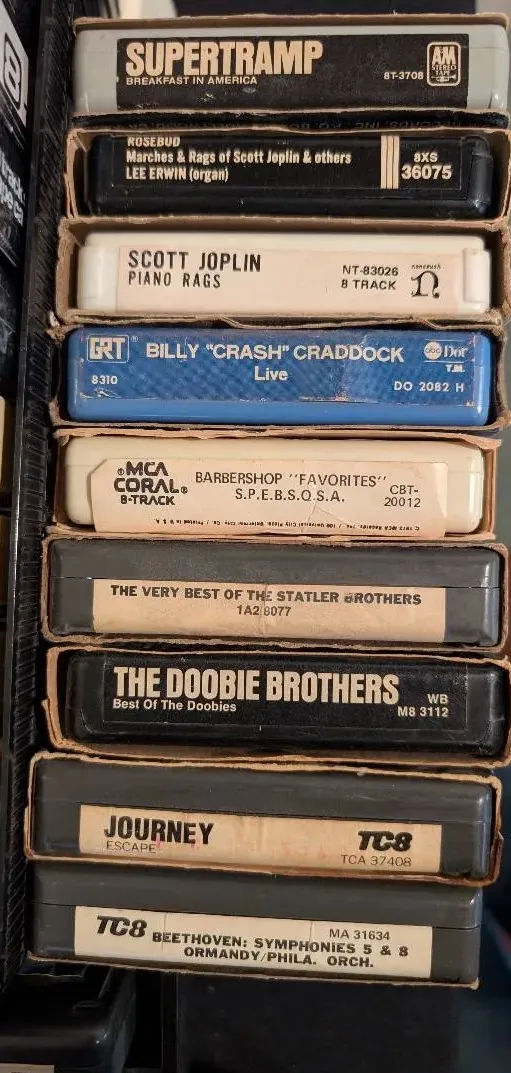 SUPERTRAMP
BREAKFAST IN AMERICA
8T-3708
A&M
STEREO
TAPE
ROSEBUD
Marches & Rags of Scott Joplin & others
LEE ERWIN (organ)
8XS
36075
SCOTT JOPLIN
PIANO RAGS
NT-83026
8 TRACK
nonesuch
GRT
BILLY "CRASH" CRADDOCK
Live
8310
abc Dot
T.M.
DO 2082 H
MCA
CORAL®
8-TRACK
BARBERSHOP "FAVORITES"
S.P.E.B.S.Q.S.A.
CBT-
20012
THE VERY BEST OF THE STATLER BROTHERS
1A2 8077
THE DOOBIE BROTHERS
Best Of The Doobies
WB
M8 3112
JOURNEY
ESCAPE
TC8
TCA 37408
TC8
MA 31634
BEETHOVEN: SYMPHONIES 5 & 8
ORMANDY/PHILA. ORCH.